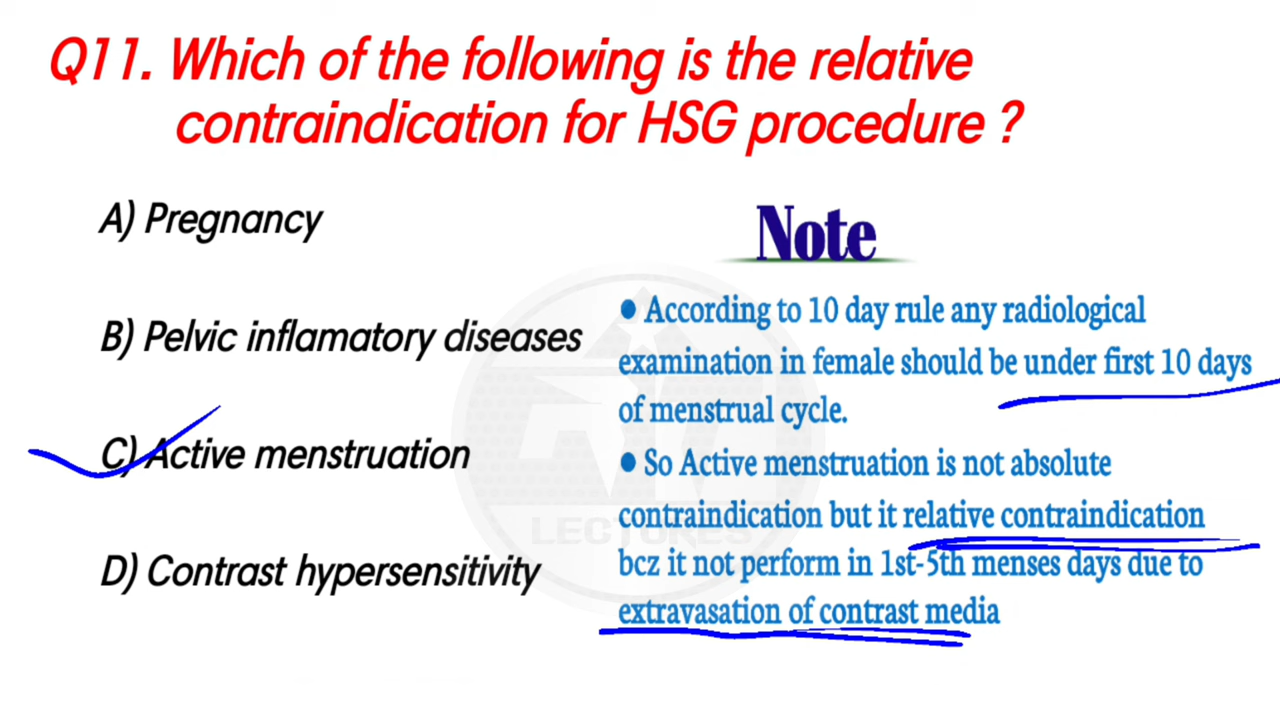 Q11. Which of the following is the relative
contraindication for HSG procedure ?
A) Pregnancy
B) Pelvic inflamatory diseases
C) Active menstruation
D) Contrast hypersensitivity
Note
● According to 10 day rule any radiological
examination in female should be under first 10 days
of menstrual cycle.
● So Active menstruation is not absolute
contraindication but it relative contraindication
bcz it not perform in 1st-5th menses days due to
extravasation of contrast media
LECTURES